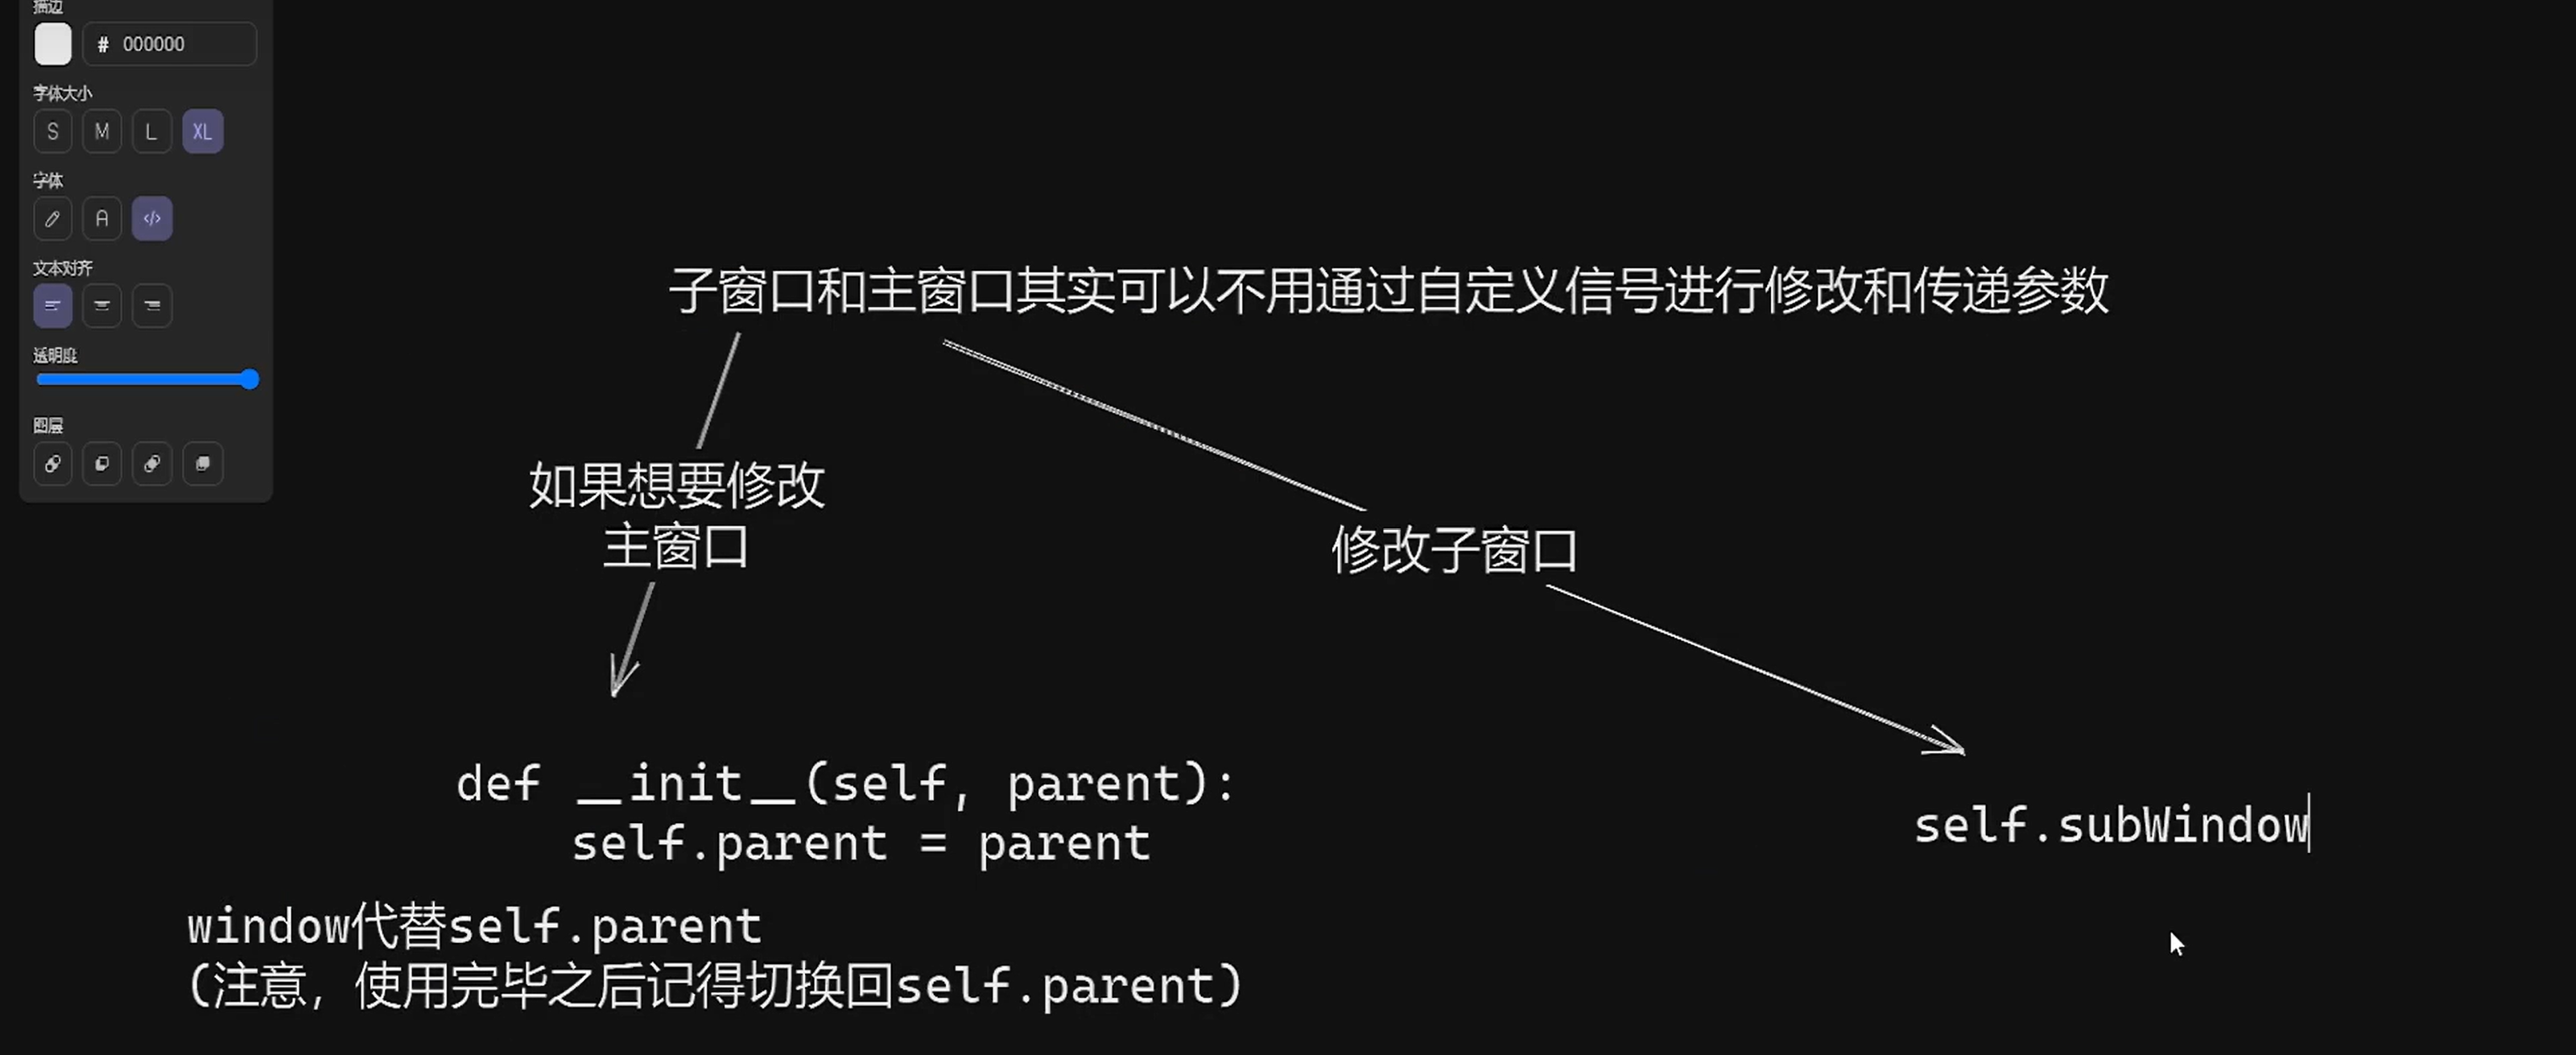 描边
# 000000
字体大小
S M L XL
字体
A </>
文本对齐
透明度
图层
子窗口和主窗口其实可以不用通过自定义信号进行修改和传递参数
如果想要修改
主窗口
修改子窗口
def __init__(self, parent):
self.parent = parent
self.subWindow
window代替self.parent
(注意，使用完毕之后记得切换回self.parent)